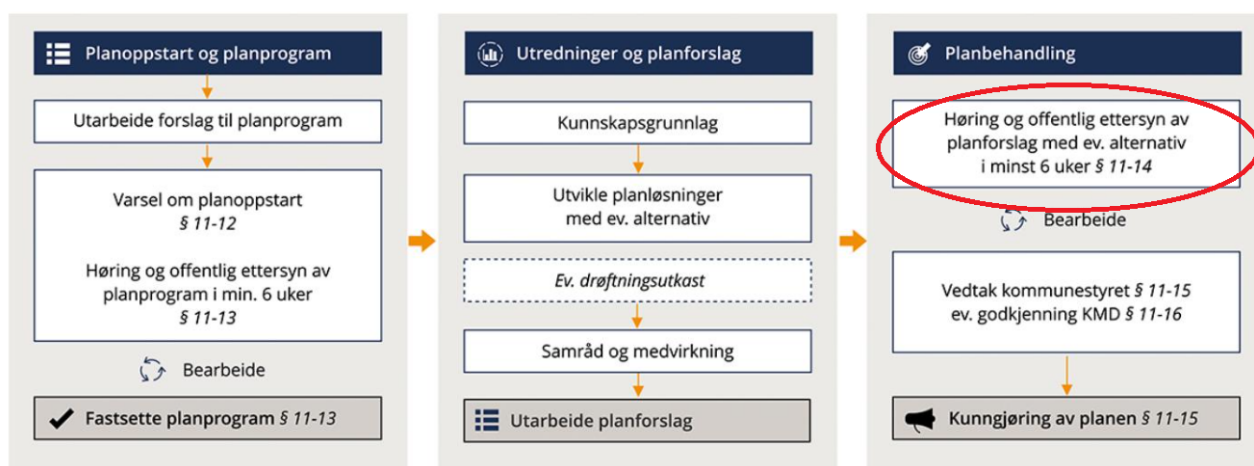 Planoppstart og planprogram
Utarbeide forslag til planprogram
Varsel om planoppstart
§ 11-12
Høring og offentlig ettersyn av
planprogram i min. 6 uker
§ 11-13
Bearbeide
Fastsette planprogram § 11-13
Utredninger og planforslag
Kunnskapsgrunnlag
Utvikle planløsninger
med ev. alternativ
Ev. drøftningsutkast
Samråd og medvirkning
Utarbeide planforslag
Planbehandling
Høring og offentlig ettersyn av
planforslag med ev. alternativ
i minst 6 uker § 11-14
Bearbeide
Vedtak kommunestyret § 11-15
ev. godkjenning KMD § 11-16
Kunngjøring av planen § 11-15